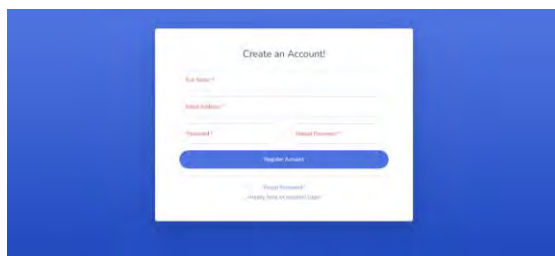 Create an Account!
Full Name *
Email Address *
Password * Repeat Password *
Register Account
Forgot Password?
Already have an account? Login!